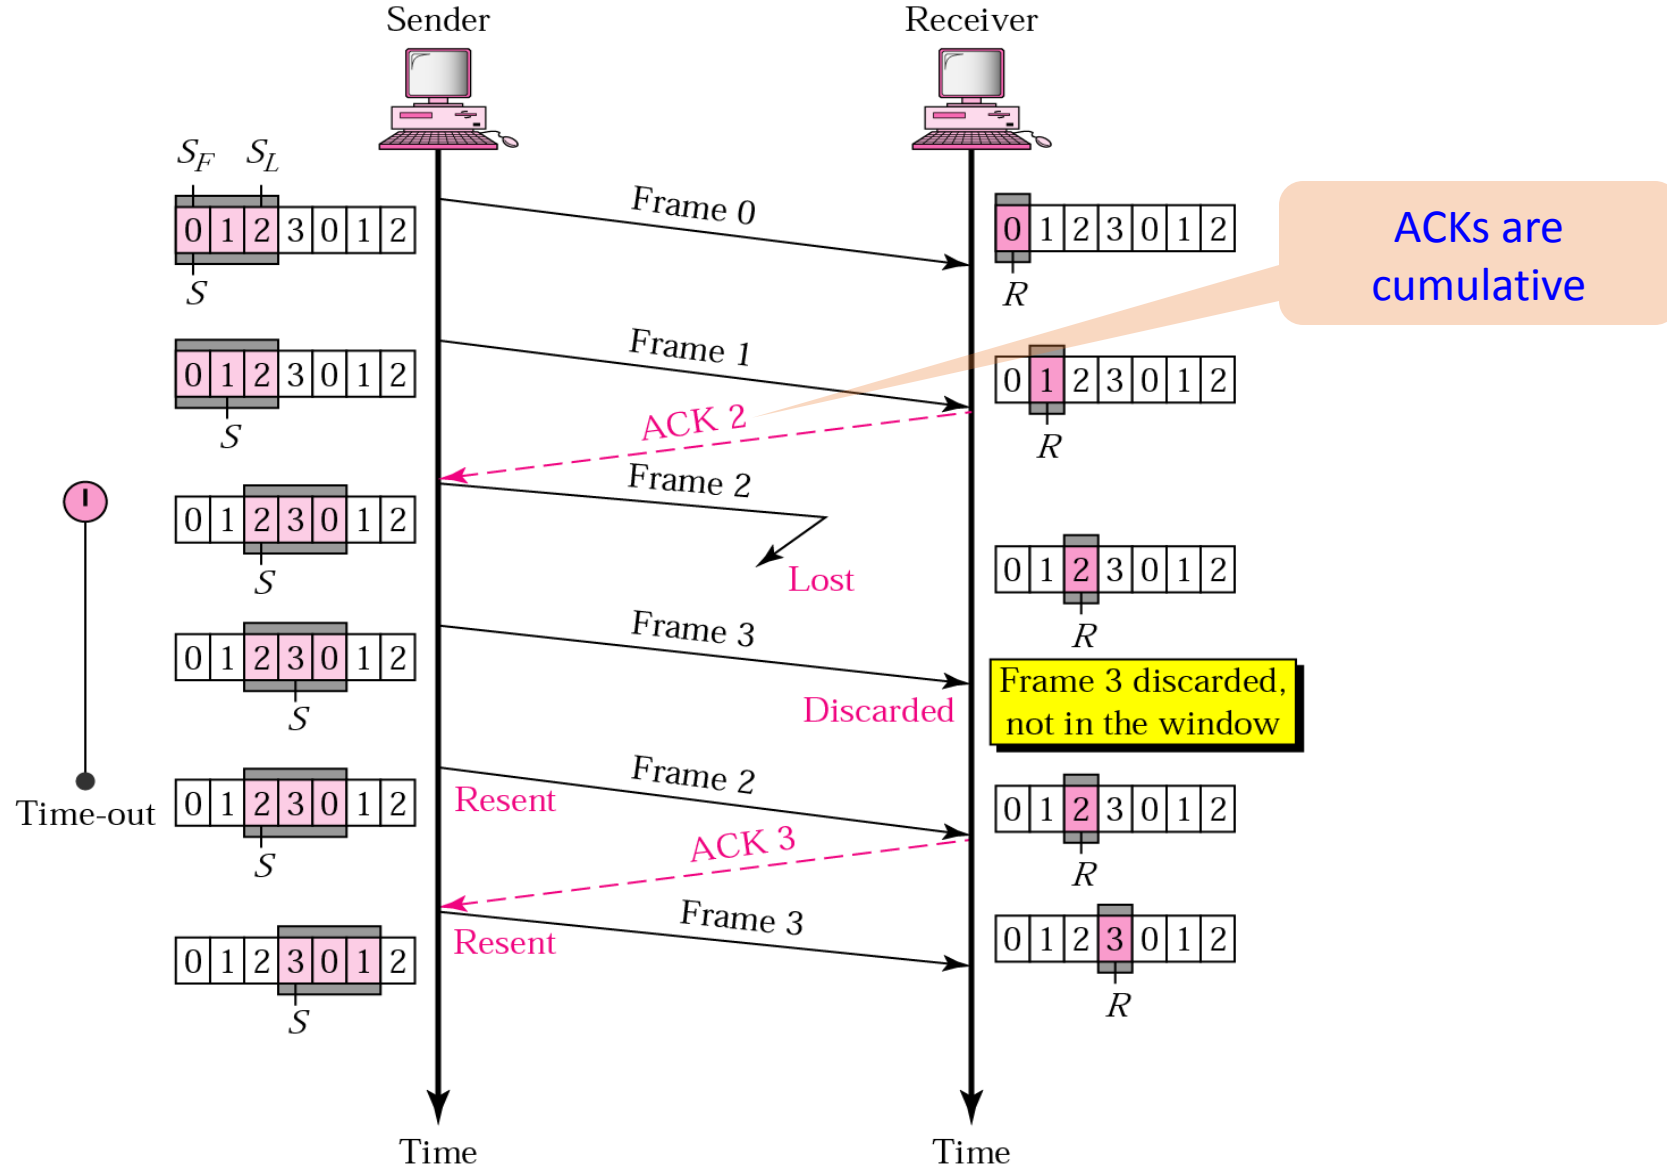 Sender
Receiver
S_F S_L
0 1 2 3 0 1 2
S
Frame 0
0 1 2 3 0 1 2
R
ACKs are
cumulative
0 1 2 3 0 1 2
S
Frame 1
0 1 2 3 0 1 2
R
ACK 2
0 1 2 3 0 1 2
S
Frame 2
Lost
0 1 2 3 0 1 2
R
0 1 2 3 0 1 2
S
Frame 3
Discarded
Frame 3 discarded,
not in the window
Time-out
0 1 2 3 0 1 2
S
Frame 2
Resent
0 1 2 3 0 1 2
R
ACK 3
0 1 2 3 0 1 2
S
Frame 3
Resent
0 1 2 3 0 1 2
R
Time
Time